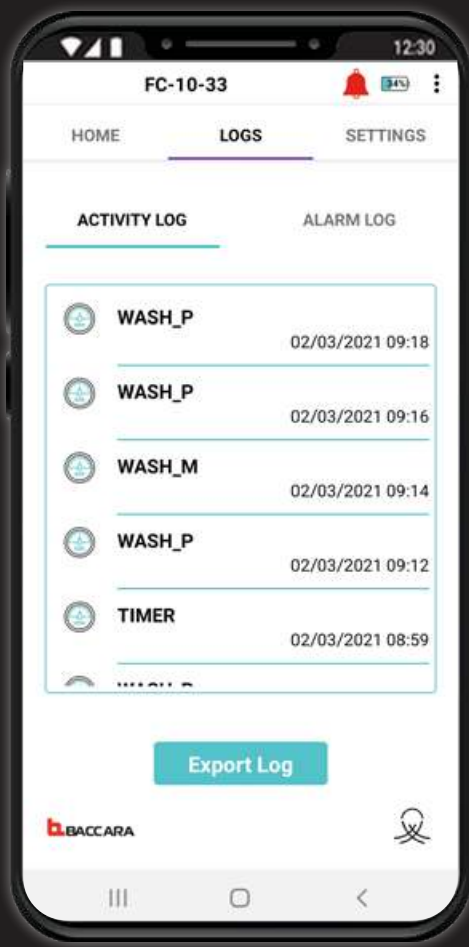 12:30
FC-10-33 34%
HOME LOGS SETTINGS
ACTIVITY LOG ALARM LOG
WASH_P
02/03/2021 09:18
WASH_P
02/03/2021 09:16
WASH_M
02/03/2021 09:14
WASH_P
02/03/2021 09:12
TIMER
02/03/2021 08:59
Export Log
BACCARA